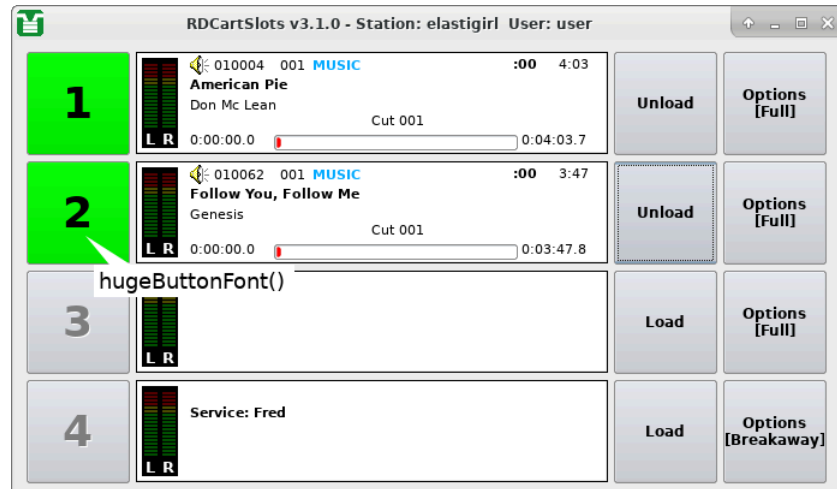 RDCartSlots v3.1.0 - Station: elastigirl User: user
1
010004 001 MUSIC :00 4:03
American Pie
Don Mc Lean
Cut 001
L R 0:00:00.0 0:04:03.7
Unload
Options
[Full]
2
010062 001 MUSIC :00 3:47
Follow You, Follow Me
Genesis
Cut 001
L R 0:00:00.0 0:03:47.8
Unload
Options
[Full]
hugeButtonFont()
3
L R
Load
Options
[Full]
4
Service: Fred
L R
Load
Options
[Breakaway]